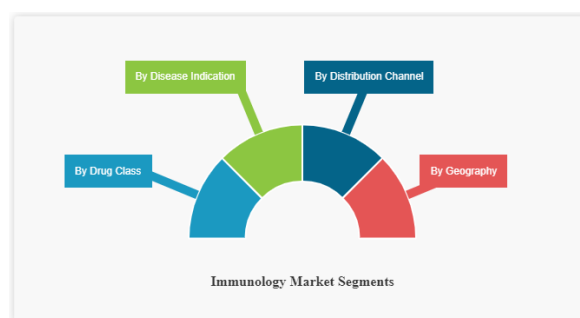 By Disease Indication
By Distribution Channel
By Drug Class
By Geography
Immunology Market Segments